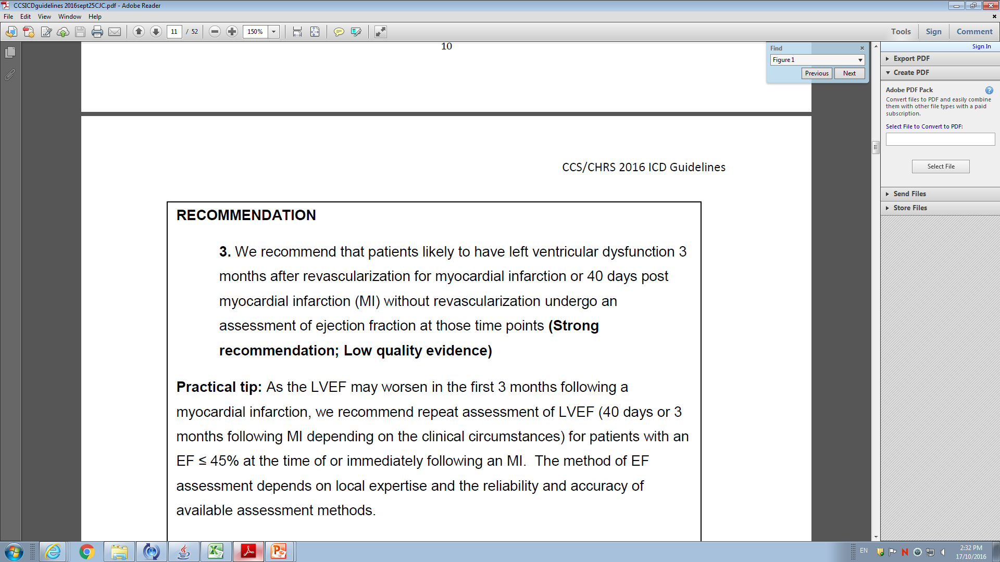 CCSICDguidelines 2016sept25CJC.pdf - Adobe Reader
File Edit View Window Help
11 / 52 150% Tools Sign Comment
Sign In
10
Find
Figure 1
Previous Next
Export PDF
Create PDF
Adobe PDF Pack
Convert files to PDF and easily combine
them with other file types with a paid
subscription.
Select File to Convert to PDF:
Select File
Send Files
Store Files
CCS/CHRS 2016 ICD Guidelines
RECOMMENDATION
3. We recommend that patients likely to have left ventricular dysfunction 3
months after revascularization for myocardial infarction or 40 days post
myocardial infarction (MI) without revascularization undergo an
assessment of ejection fraction at those time points (Strong
recommendation; Low quality evidence)
Practical tip: As the LVEF may worsen in the first 3 months following a
myocardial infarction, we recommend repeat assessment of LVEF (40 days or 3
months following MI depending on the clinical circumstances) for patients with an
EF ≤ 45% at the time of or immediately following an MI.  The method of EF
assessment depends on local expertise and the reliability and accuracy of
available assessment methods.
EN
2:32 PM
17/10/2016